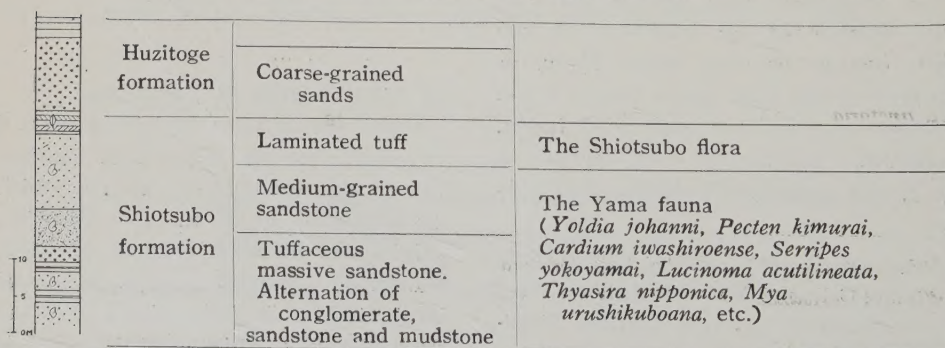 Huzitoge
formation
Coarse-grained
sands
Laminated tuff
The Shiotsubo flora
Shiotsubo
formation
Medium-grained
sandstone
Tuffaceous
massive sandstone.
Alternation of
conglomerate,
sandstone and mudstone
The Yama fauna
(Yoldia johanni, Pecten kimurai,
Cardium iwashiroense, Serripes
yokoyamai, Lucinoma acutilineata,
Thyasira nipponica, Mya
urushikuboana, etc.)
10
5
0M